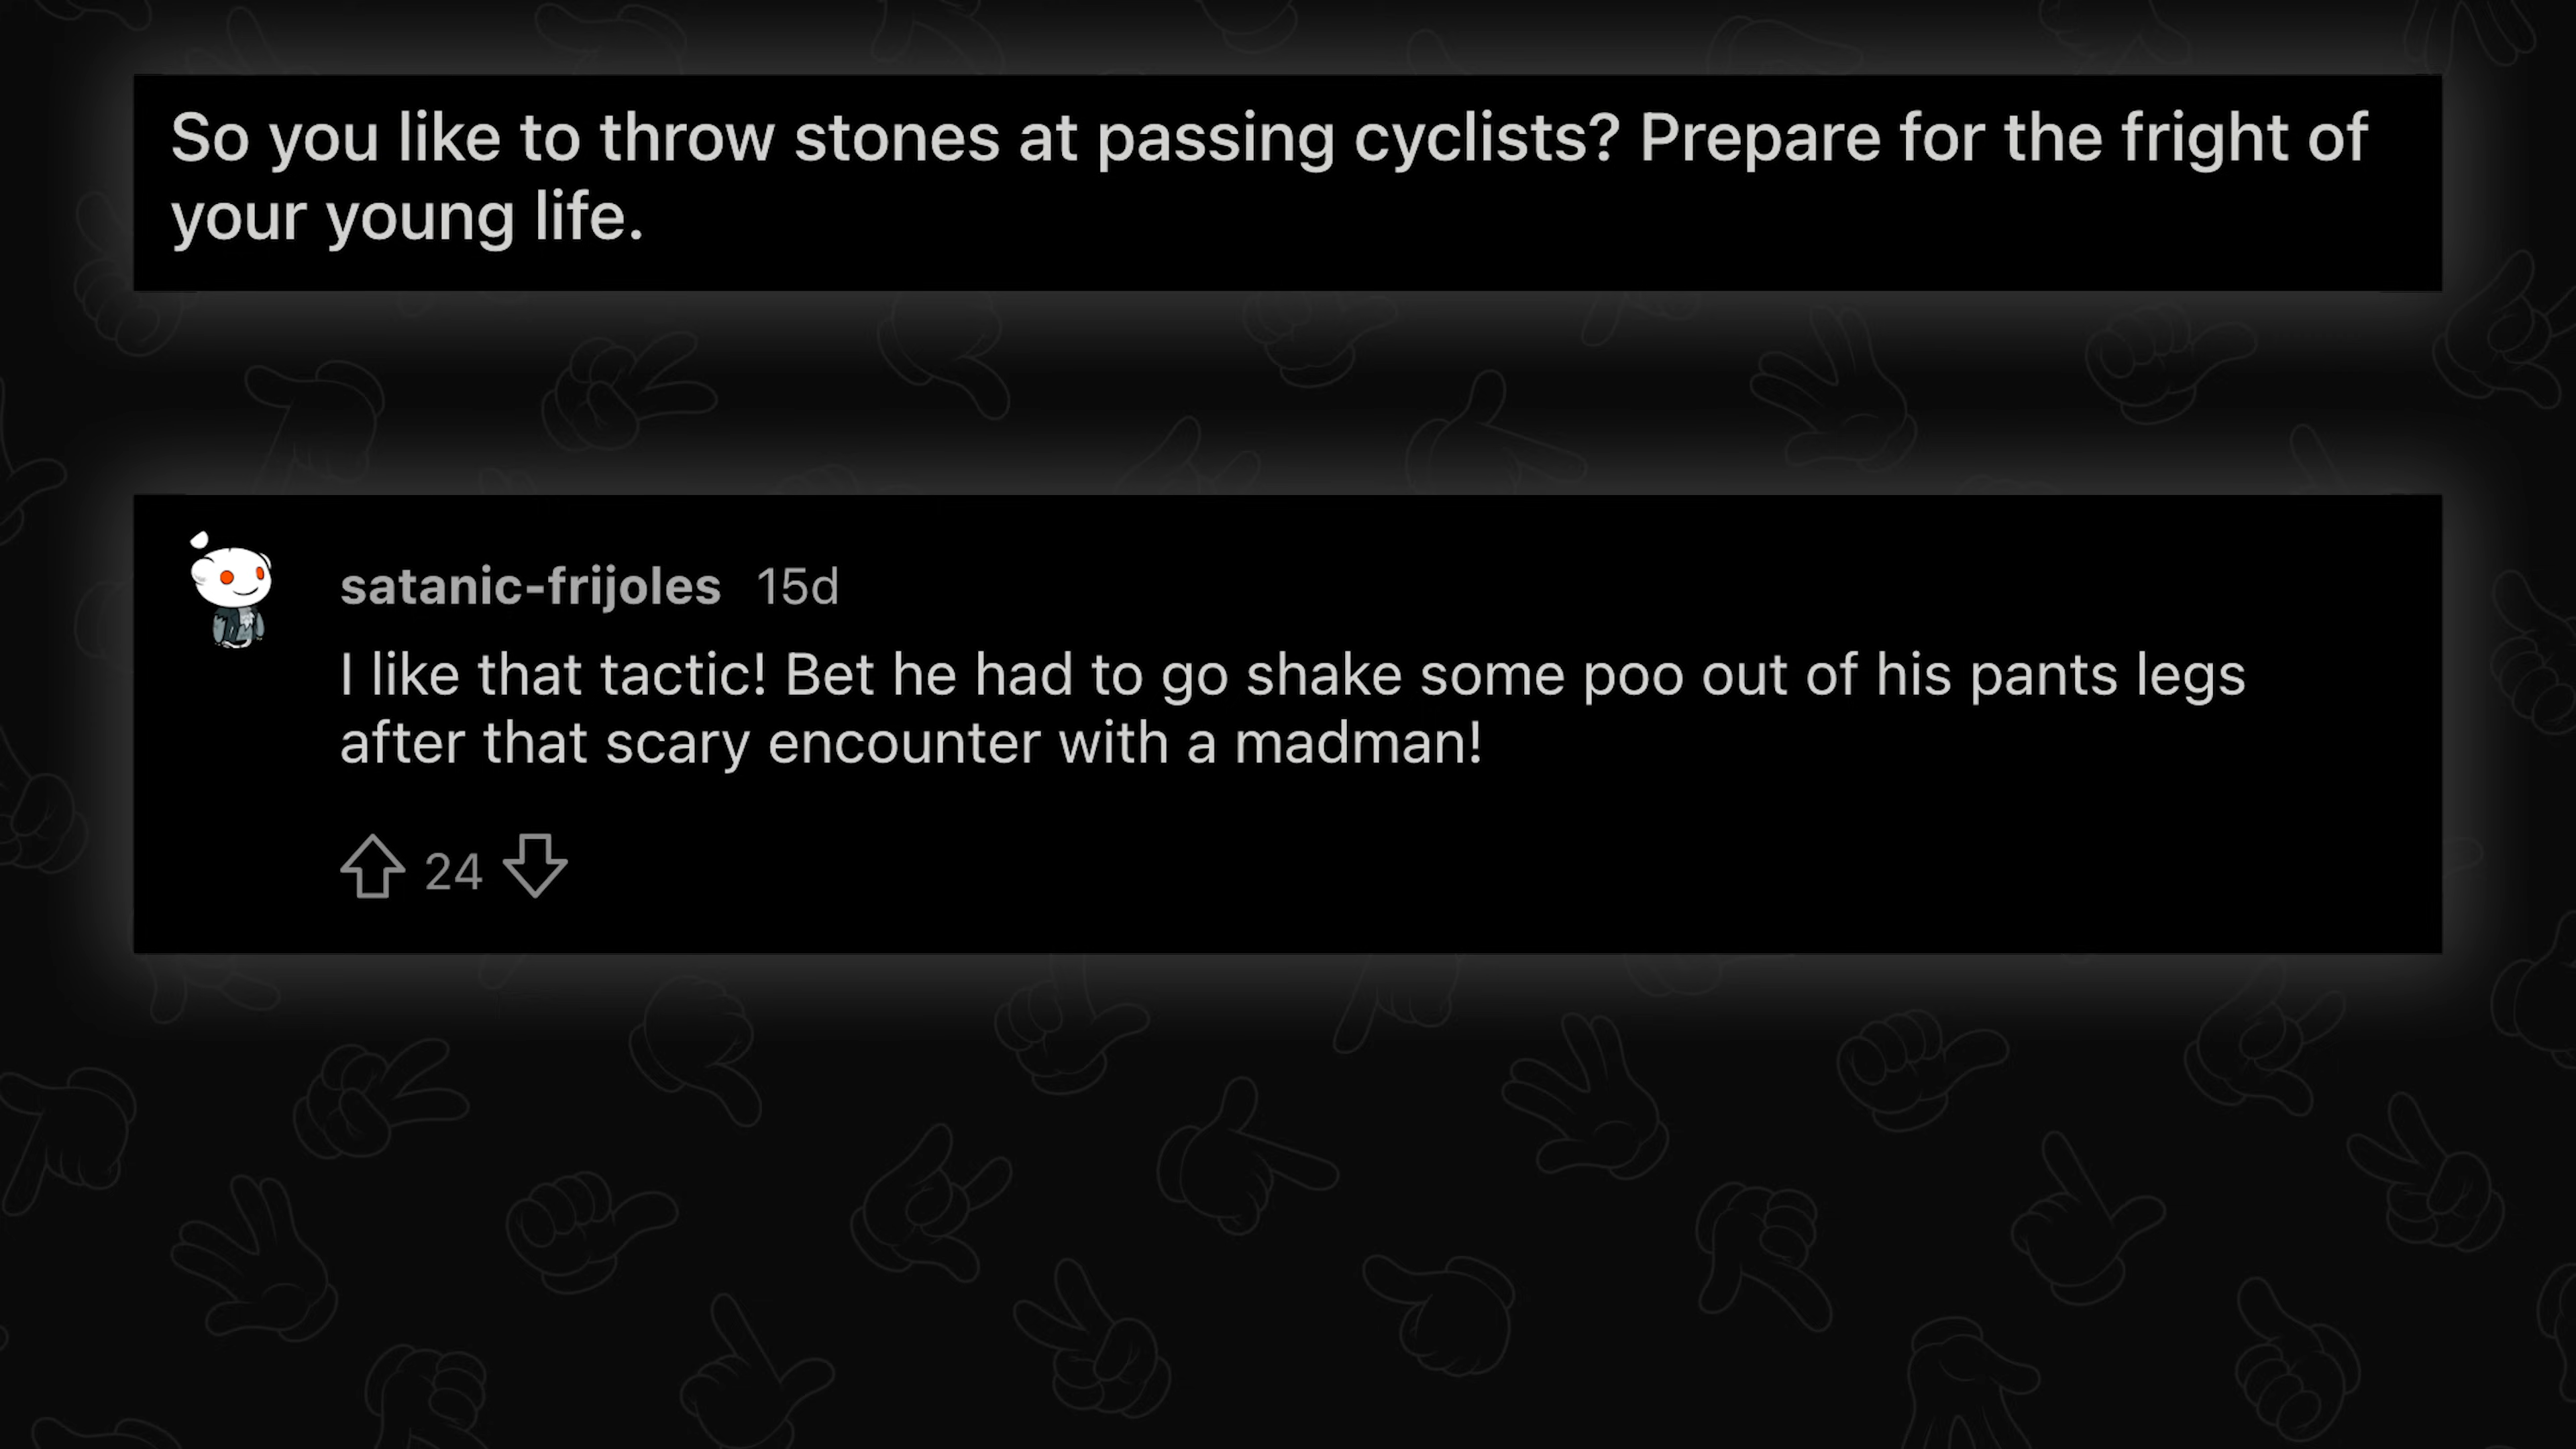 So you like to throw stones at passing cyclists? Prepare for the fright of
your young life.
satanic-frijoles 15d
I like that tactic! Bet he had to go shake some poo out of his pants legs
after that scary encounter with a madman!
24